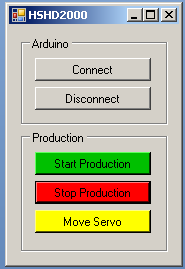 HSHD2000
Arduino
Connect
Disconnect
Production
Start Production
Stop Production
Move Servo